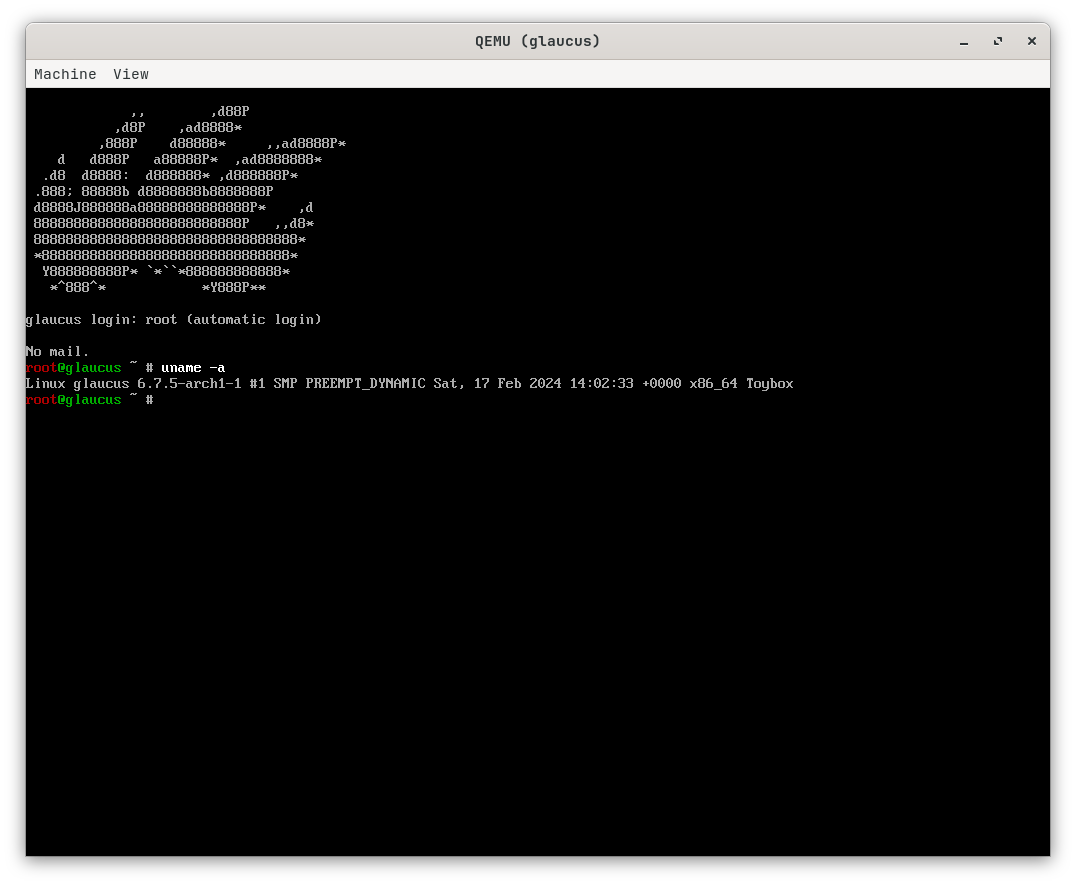 QEMU (glaucus)
Machine View
            ,,        ,d88P
           ,d8P    ,ad8888*
         ,888P    d88888*     ,,ad8888P*
    d   d888P   a88888P*  ,ad8888888*
  .d8  d8888:  d888888* ,d888888P*
 .888; 88888b d8888888b8888888P
 d8888J888888a88888888888888P*    ,d
 88888888888888888888888888P   ,,d8*
 888888888888888888888888888888888*
 *8888888888888888888888888888888*
  Y888888888P* `*``*888888888888*
   *^888^*            *Y888P**
glaucus login: root (automatic login)
No mail.
root@glaucus ~ # uname -a
Linux glaucus 6.7.5-arch1-1 #1 SMP PREEMPT_DYNAMIC Sat, 17 Feb 2024 14:02:33 +0000 x86_64 Toybox
root@glaucus ~ #